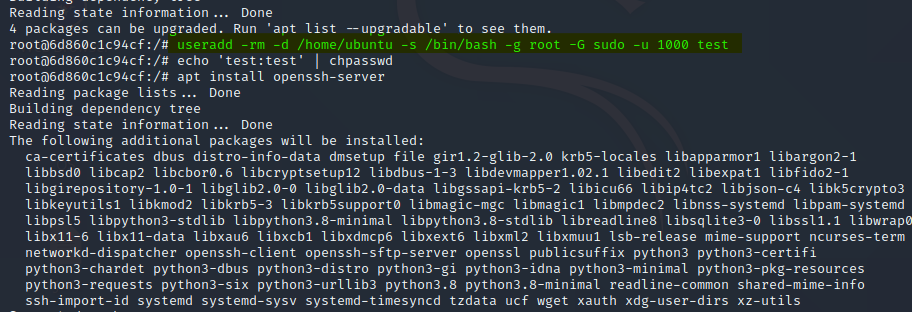 Reading state information... Done
4 packages can be upgraded. Run 'apt list --upgradable' to see them.
root@6d860c1c94cf:/# useradd -rm -d /home/ubuntu -s /bin/bash -g root -G sudo -u 1000 test
root@6d860c1c94cf:/# echo 'test:test' | chpasswd
root@6d860c1c94cf:/# apt install openssh-server
Reading package lists... Done
Building dependency tree
Reading state information... Done
The following additional packages will be installed:
ca-certificates dbus distro-info-data dmsetup file gir1.2-glib-2.0 krb5-locales libapparmor1 libargon2-1
libbsd0 libcap2 libcbor0.6 libcryptsetup12 libdbus-1-3 libdevmapper1.02.1 libedit2 libexpat1 libfido2-1
libgirepository-1.0-1 libglib2.0-0 libglib2.0-data libgssapi-krb5-2 libicu66 libip4tc2 libjson-c4 libk5crypto3
libkeyutils1 libkmod2 libkrb5-3 libkrb5support0 libmagic-mgc libmagic1 libmpdec2 libnss-systemd libpam-systemd
libpsl5 libpython3-stdlib libpython3.8-minimal libpython3.8-stdlib libreadline8 libsqlite3-0 libssl1.1 libwrap0
libx11-6 libx11-data libxau6 libxcb1 libxdmcp6 libxext6 libxml2 libxmuu1 lsb-release mime-support ncurses-term
networkd-dispatcher openssh-client openssh-sftp-server openssl publicsuffix python3 python3-certifi
python3-chardet python3-dbus python3-distro python3-gi python3-idna python3-minimal python3-pkg-resources
python3-requests python3-six python3-urllib3 python3.8 python3.8-minimal readline-common shared-mime-info
ssh-import-id systemd systemd-sysv systemd-timesyncd tzdata ucf wget xauth xdg-user-dirs xz-utils